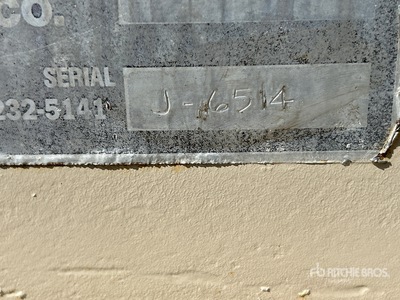 CO.
SERIAL J-6514
232-5141
RITCHIE BROS.